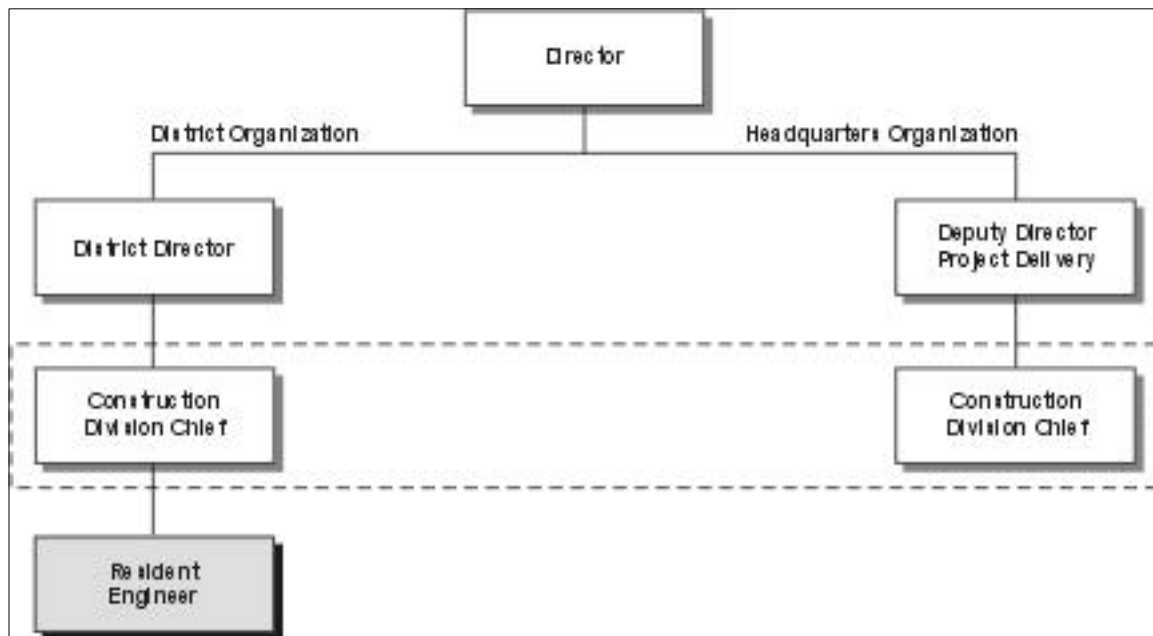 Director
District Organization
Headquarters Organization
District Director
Deputy Director
Project Delivery
Construction
Division Chief
Construction
Division Chief
Resident
Engineer